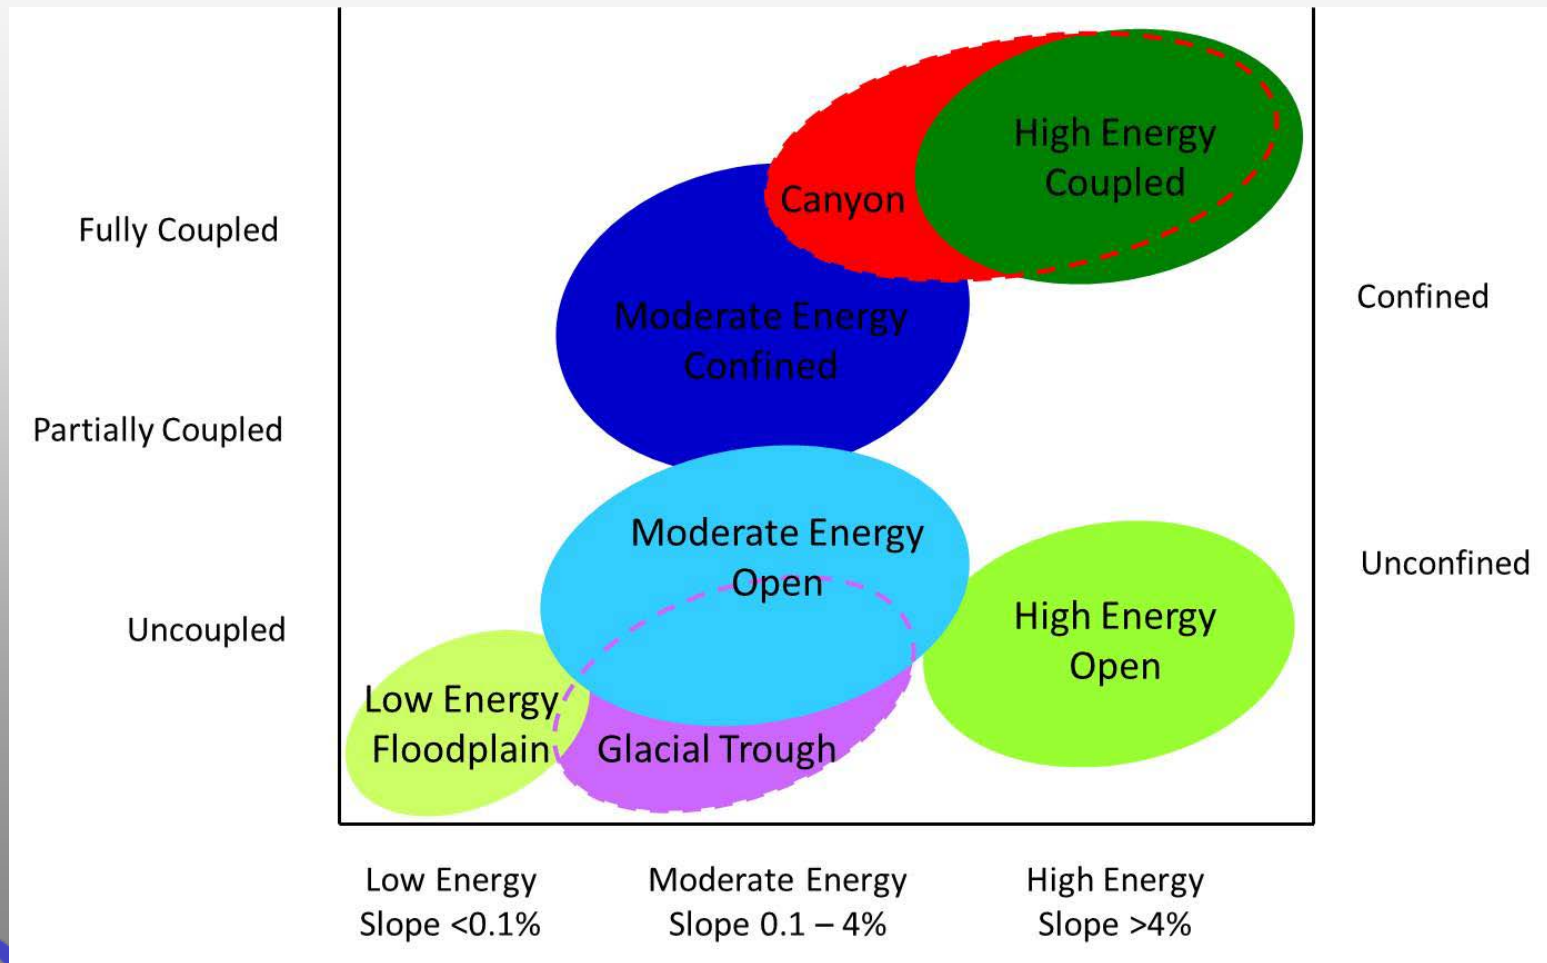 High Energy
Coupled
Canyon
Fully Coupled
Confined
Moderate Energy
Confined
Partially Coupled
Moderate Energy
Open
Unconfined
High Energy
Open
Uncoupled
Low Energy
Floodplain
Glacial Trough
Low Energy
Slope <0.1%
Moderate Energy
Slope 0.1 – 4%
High Energy
Slope >4%